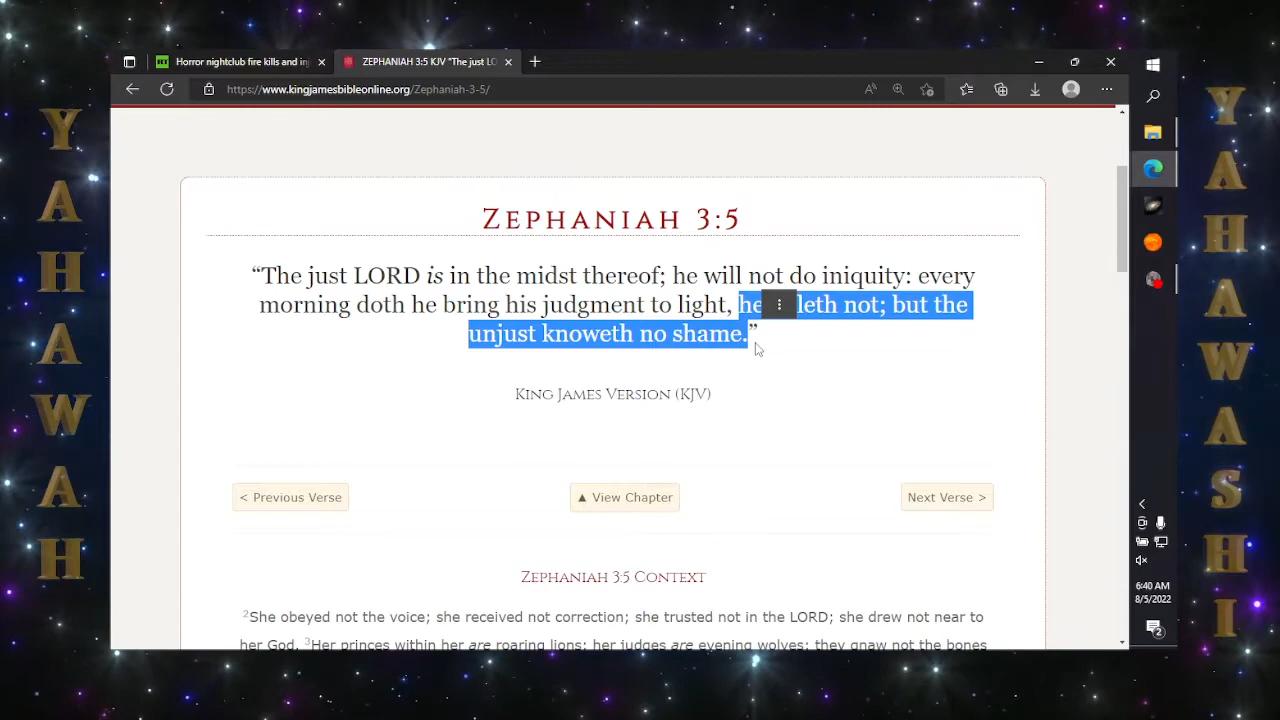 Horror nightclub fire kills and inj
ZEPHANIAH 3:5 KJV "The just LO
https://www.kingjamesbibleonline.org/Zephaniah-3-5/
ZEPHANIAH 3:5
“The just LORD is in the midst thereof; he will not do iniquity: every
morning doth he bring his judgment to light, he leth not; but the
unjust knoweth no shame.”
KING JAMES VERSION (KJV)
< Previous Verse
▲ View Chapter
Next Verse >
ZEPHANIAH 3:5 CONTEXT
2She obeyed not the voice; she received not correction; she trusted not in the LORD; she drew not near to
her God. 3Her princes within her are roaring lions; her judges are evening wolves; they gnaw not the bones
6:40 AM
8/5/2022
2
YAHAWAH
YAHAWASHI